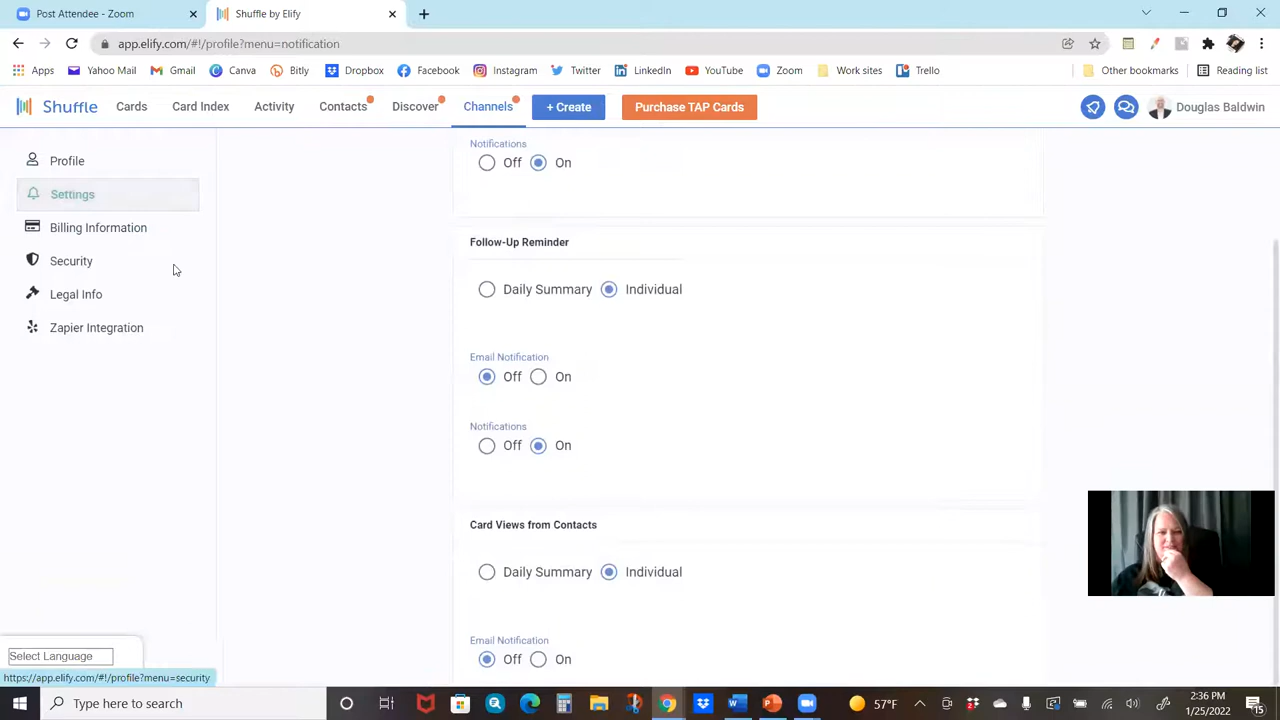 Post Attendee - Zoom
Shuffle by Elify
app.elify.com/#!/profile?menu=notification
Apps
Yahoo Mail
Gmail
Canva
Bitly
Dropbox
Facebook
Instagram
Twitter
LinkedIn
YouTube
Zoom
Work sites
Trello
Other bookmarks
Reading list
Shuffle
Cards
Card Index
Activity
Contacts
Discover
Channels
+ Create
Purchase TAP Cards
Douglas Baldwin
Profile
Settings
Billing Information
Security
Legal Info
Zapier Integration
Notifications
Off On
Follow-Up Reminder
Daily Summary Individual
Email Notification
Off On
Notifications
Off On
Card Views from Contacts
Daily Summary Individual
Email Notification
Off On
Select Language
https://app.elify.com/#!/profile?menu=security
Type here to search
57°F
2:36 PM
1/25/2022
15